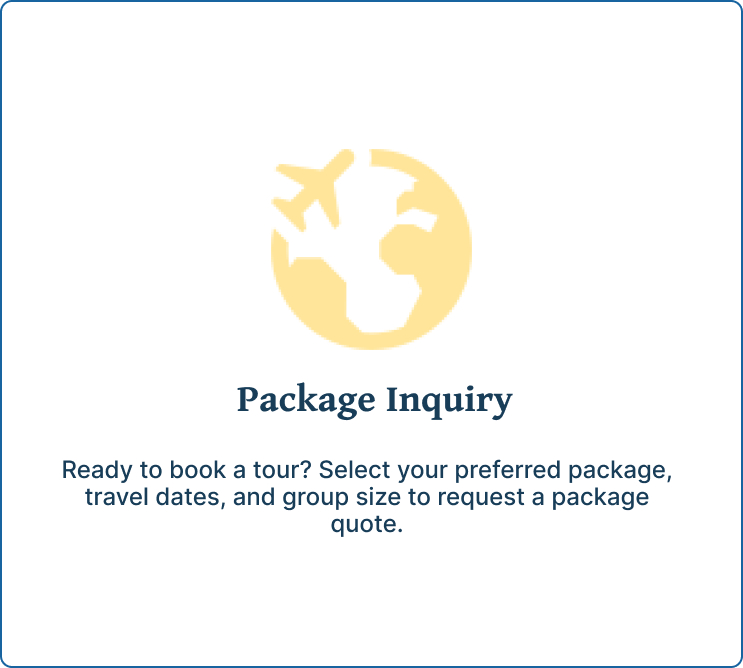 Package Inquiry
Ready to book a tour? Select your preferred package,
travel dates, and group size to request a package
quote.